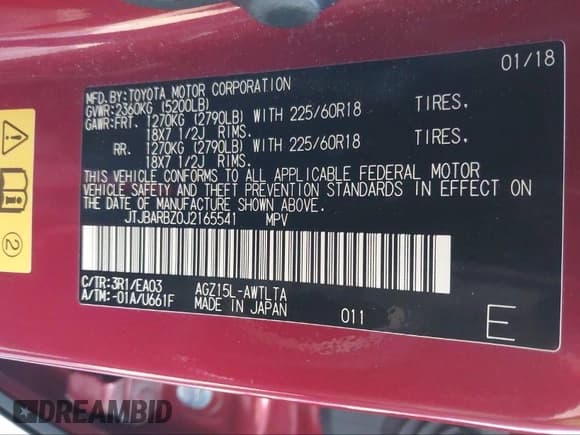 01/18
MFD.BY:TOYOTA MOTOR CORPORATION
GVWR:2360KG (5200LB)
GAWR:FRT. 1270KG (2790LB) WITH 225/60R18 TIRES,
18X7 1/2J RIMS.
RR. 1270KG (2790LB) WITH 225/60R18 TIRES,
18X7 1/2J RIMS.
THIS VEHICLE CONFORMS TO ALL APPLICABLE FEDERAL MOTOR
VEHICLE SAFETY AND THEFT PREVENTION STANDARDS IN EFFECT ON
THE DATE OF MANUFACTURE SHOWN ABOVE.
JTJBARBZ0J2165541 MPV
C/TR:3R1/EA03 AGZ15L-AWTLTA
A/TM:-01A/U661F MADE IN JAPAN 011 E
2
DREAMBID